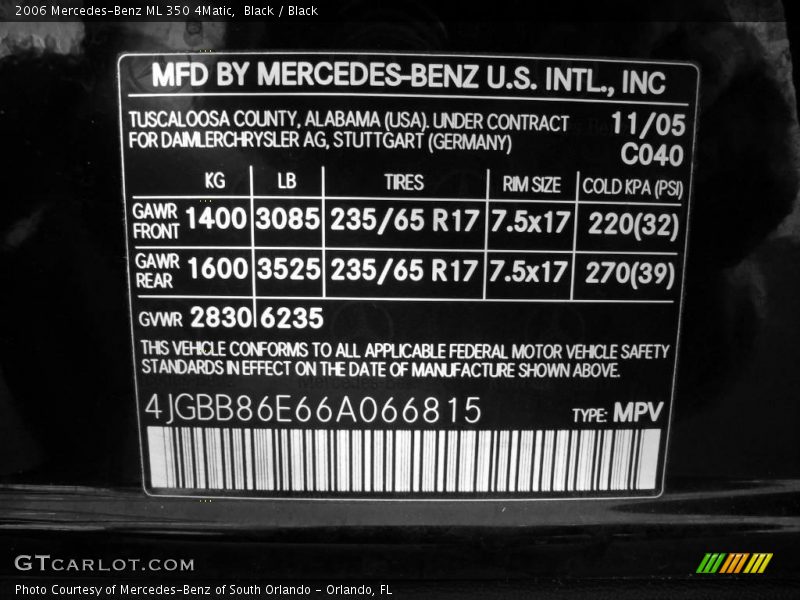 2006 Mercedes-Benz ML 350 4Matic,  Black / Black
MFD BY MERCEDES-BENZ U.S. INTL., INC
TUSCALOOSA COUNTY, ALABAMA (USA). UNDER CONTRACT 11/05
FOR DAIMLERCHRYSLER AG, STUTTGART (GERMANY) C040
KG LB TIRES RIM SIZE COLD KPA (PSI)
GAWR FRONT 1400 3085 235/65 R17 7.5x17 220(32)
GAWR REAR 1600 3525 235/65 R17 7.5x17 270(39)
GVWR 2830 6235
THIS VEHICLE CONFORMS TO ALL APPLICABLE FEDERAL MOTOR VEHICLE SAFETY
STANDARDS IN EFFECT ON THE DATE OF MANUFACTURE SHOWN ABOVE.
4JGBB86E66A066815 TYPE: MPV
GTCARLOT.COM
Photo Courtesy of Mercedes-Benz of South Orlando - Orlando, FL